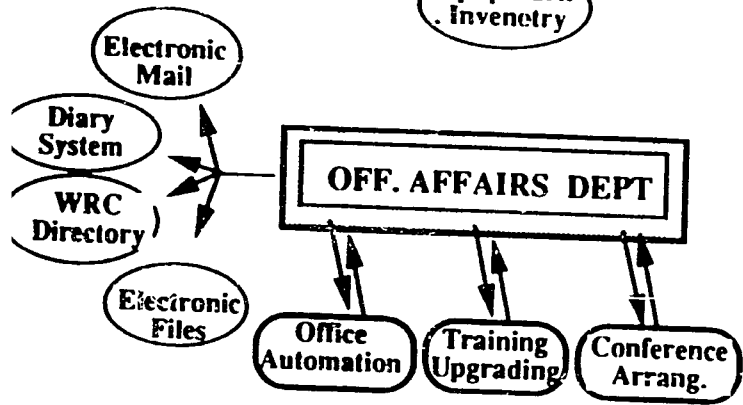 . Invenetry
Electronic
Mail
Diary
System
WRC
Directory
OFF. AFFAIRS DEPT
Electronic
Files
Office
Automation
Training
Upgrading
Conference
Arrang.